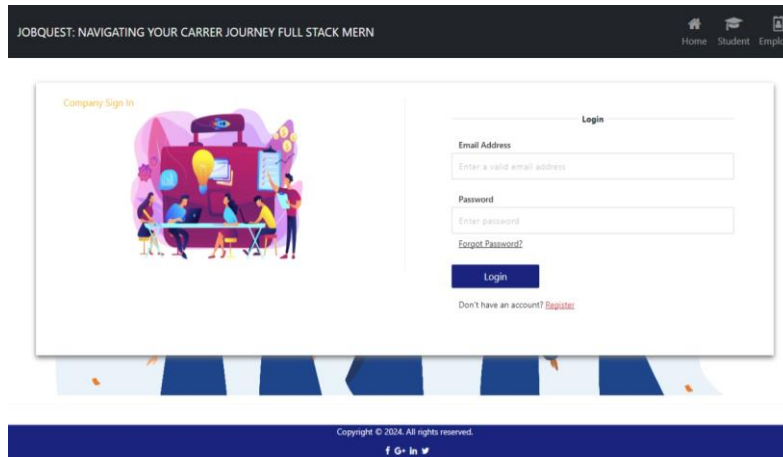 JOBQUEST: NAVIGATING YOUR CARRER JOURNEY FULL STACK MERN
Home Student Emplo
Company Sign In
Login
Email Address
Enter a valid email address
Password
Enter password
Forgot Password?
Login
Don't have an account? Register
Copyright © 2024. All rights reserved.
f G+ in